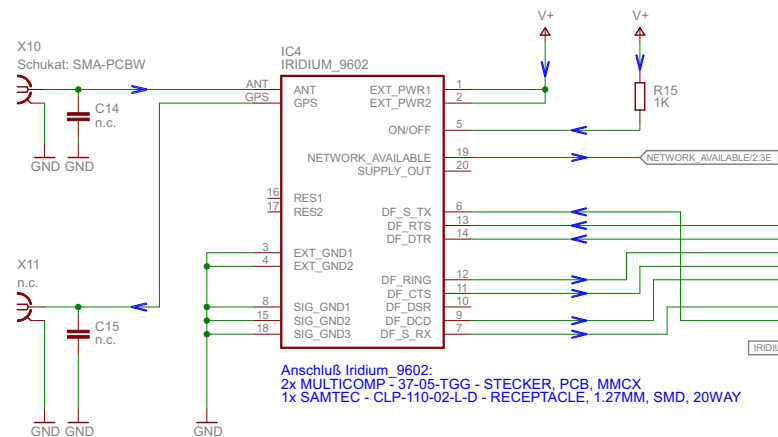 V+
V+
X10
Schukat: SMA-PCBW
IC4
IRIDIUM_9602
ANT
GPS
ANT
GPS
EXT_PWR1
1
EXT_PWR2
2
R15
1K
C14
n.c.
ON/OFF
5
GND
GND
NETWORK_AVAILABLE
19
NETWORK_AVAILABLE/2.3E
SUPPLY_OUT
20
16
RES1
17
RES2
DF_S_TX
6
DF_RTS
13
DF_DTR
14
3
EXT_GND1
4
EXT_GND2
X11
n.c.
DF_RING
12
DF_CTS
11
8
SIG_GND1
DF_DSR
10
15
SIG_GND2
DF_DCD
9
18
SIG_GND3
DF_S_RX
7
C15
n.c.
IRIDIU
Anschluß Iridium_9602:
2x MULTICOMP - 37-05-TGG - STECKER, PCB, MMCX
1x SAMTEC - CLP-110-02-L-D - RECEPTACLE, 1.27MM, SMD, 20WAY
GND
GND
GND